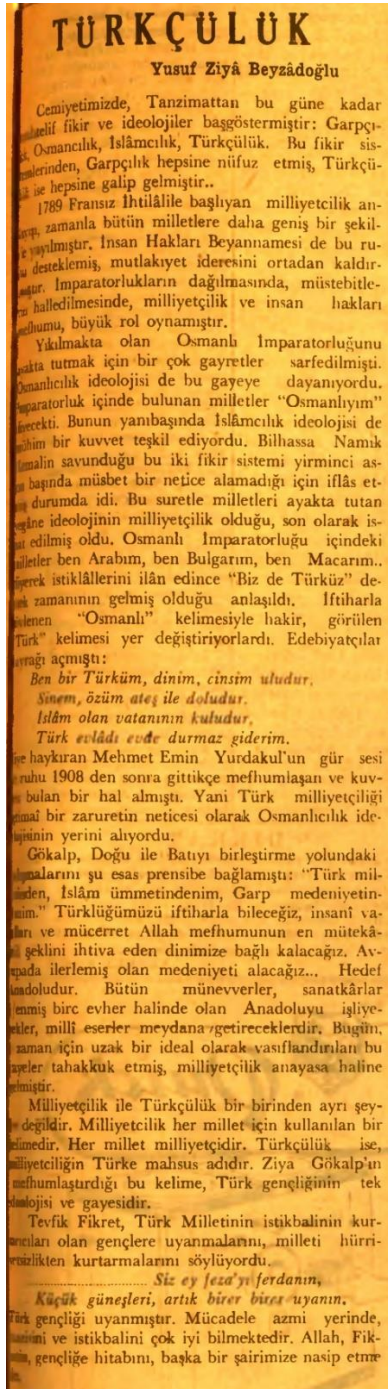 TÜRKÇÜLÜK
Yusuf Ziyâ Beyzâdoğlu
Cemiyetimizde, Tanzimattan bu güne kadar
fikir ve ideolojiler başgöstermiştir: Garpçı-
Osmancılık, İslâmcılık, Türkçülük. Bu fikir sis-
Garpçılık hepsine nüfuz etmiş, Türkçü-
ise hepsine galip gelmiştir..
1789 Fransız İhtilâlile başlıyan milliyetcilik an-
zamanla bütün milletlere daha geniş bir şekil-
yayılmıştır. İnsan Hakları Beyannamesi de bu ru-
desteklemiş, mutlakıyet ideresini ortadan kaldır-
İmparatorlukların dağılmasında, müstebitle-
halledilmesinde, milliyetçilik ve insan hakları
büyük rol oynamıştır.
Yıkılmakta olan Osmanlı İmparatorluğunu
tutmak için bir çok gayretler sarfedilmişti.
ideolojisi de bu gayeye dayanıyordu.
içinde bulunan milletler "Osmanlıyım"
Bunun yanıbaşında İslâmcılık ideolojisi de
bir kuvvet teşkil ediyordu. Bilhassa Namık
savunduğu bu iki fikir sistemi yirminci as-
başında müsbet bir netice alamadığı için iflâs et-
durumda idi. Bu suretle milletleri ayakta tutan
ideolojinin milliyetçilik olduğu, son olarak is-
edilmiş oldu. Osmanlı İmparatorluğu içindeki
ben Arabım, ben Bulgarım, ben Macarım..
istiklâllerini ilân edince "Biz de Türküz" de-
zamanının gelmiş olduğu anlaşıldı. İftiharla
"Osmanlı" kelimesiyle hakir, görülen
Türk" kelimesi yer değiştiriyorlardı. Edebiyatçılar
açmıştı:
Ben bir Türküm, dinim, cinsim uludur,
Sinem, özüm ateş ile doludur.
İslâm olan vatanının kuludur,
Türk evlâdı evde durmaz giderim.
haykıran Mehmet Emin Yurdakul'un gür sesi
ruhu 1908 den sonra gittikçe mefhumlaşan ve kuv-
bulan bir hal almıştı. Yani Türk milliyetçiliği
bir zaruretin neticesi olarak Osmanlıcılık ide-
yerini alıyordu.
Gökalp, Doğu ile Batıyı birleştirme yolundaki
şu esas prensibe bağlamıştı: "Türk mil-
İslâm ümmetindenim, Garp medeniyetin-
Türklüğümüzü iftiharla bileceğiz, insanî va-
ve mücerret Allah mefhumunun en mütekâ-
şeklini ihtiva eden dinimize bağlı kalacağız. Av-
ilerlemiş olan medeniyeti alacağız... Hedef
Bütün münevverler, sanatkârlar
birc evher halinde olan Anadoluyu işliye-
millî eserler meydana getireceklerdir. Bugün,
zaman için uzak bir ideal olarak vasıflandırılan bu
tahakkuk etmiş, milliyetçilik anayasa haline

Milliyetçilik ile Türkçülük bir birinden ayrı şey-
değildir. Milliyetcilik her millet için kullanılan bir
Her millet milliyetçidir. Türkçülük ise,
milliyetciliğin Türke mahsus adıdır. Ziya Gökalp'ın
mefhumlaştırdığı bu kelime, Türk gençliğinin tek
ve gayesidir.
Tevfik Fikret, Türk Milletinin istikbalinin kur-
olan gençlere uyanmalarını, milleti hürri-
kurtarmalarını söylüyordu.
........................ Siz ey feza'yı ferdanın,
Küçük güneşleri, artık birer birer uyanın.
Türk gençliği uyanmıştır. Mücadele azmi yerinde,
ve istikbalini çok iyi bilmektedir. Allah, Fik-
gençliğe hitabını, başka bir şairimize nasip etme